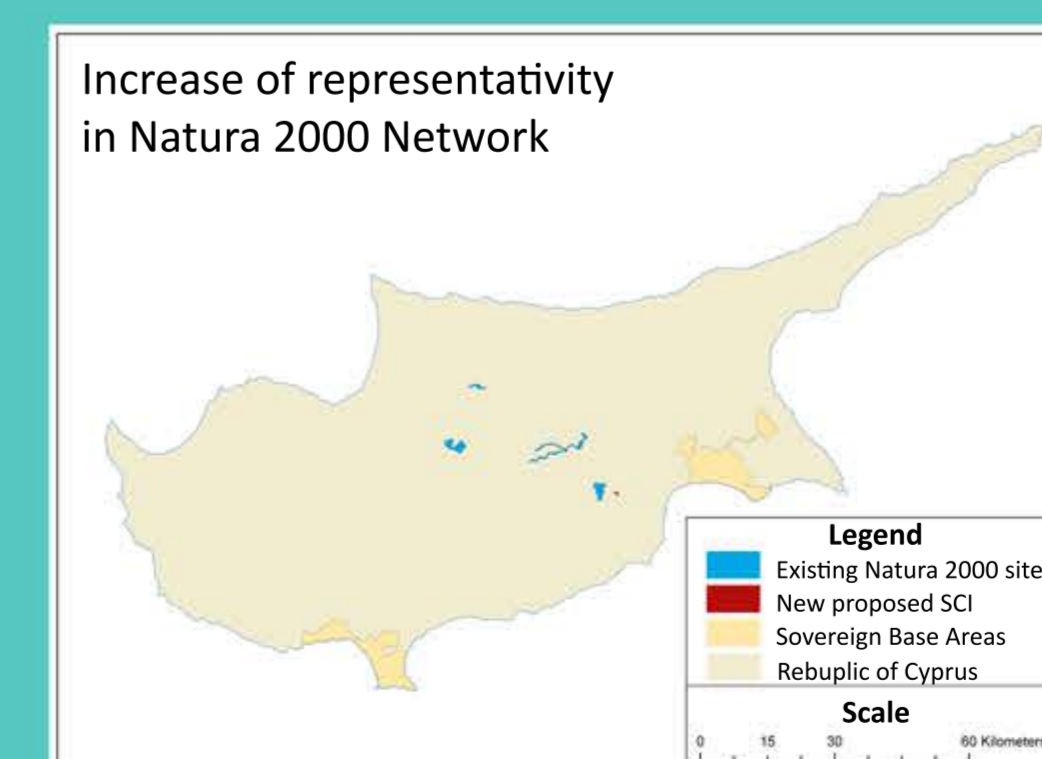 Increase of representativity
in Natura 2000 Network
Legend
Existing Natura 2000 site
New proposed SCI
Sovereign Base Areas
Rebuplic of Cyprus
Scale
0 15 30 60 Kilometers